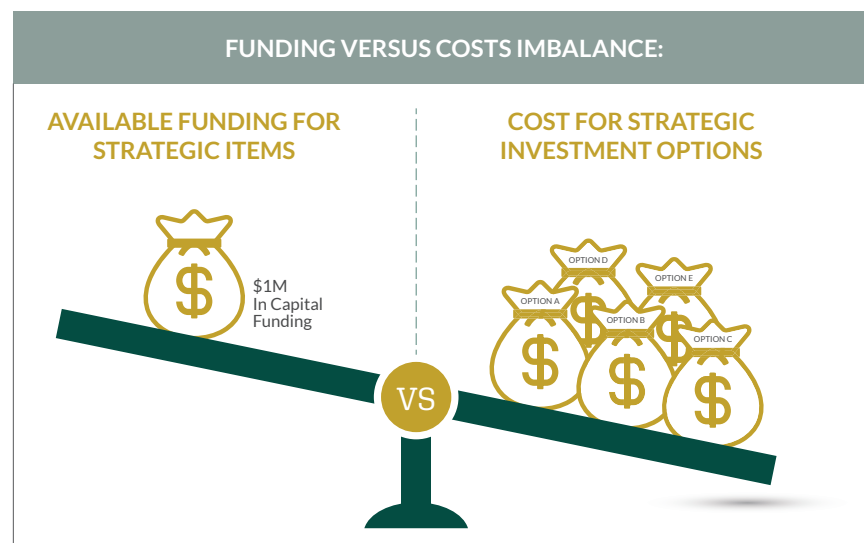 FUNDING VERSUS COSTS IMBALANCE:
AVAILABLE FUNDING FOR
STRATEGIC ITEMS
$
$1M
In Capital
Funding
VS
COST FOR STRATEGIC
INVESTMENT OPTIONS
OPTION D
$
OPTION E
$
OPTION A
$
OPTION B
$
OPTION C
$